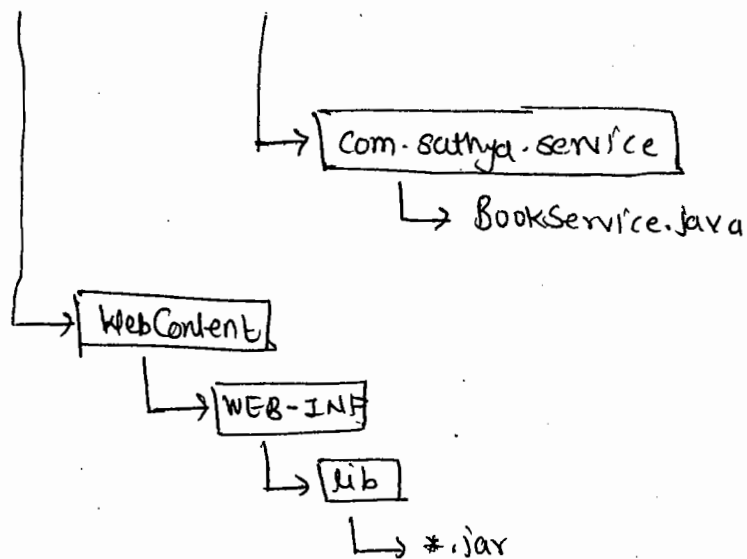 com.sathya.service
BookService.java
WebContent
WEB-INF
lib
*.jar